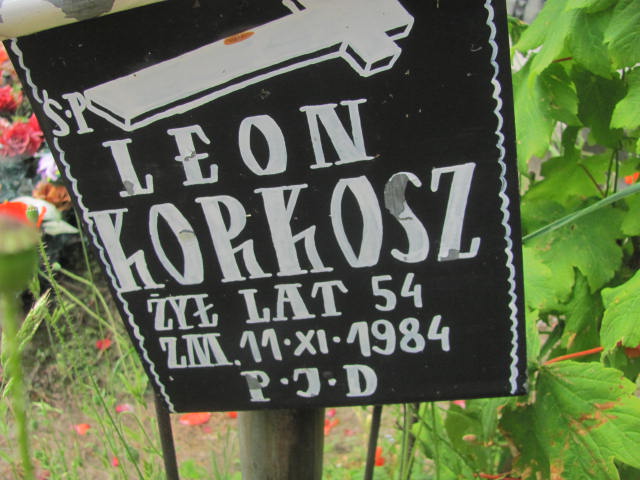 Ś·P
LEON
KORKOSZ
ŻYŁ LAT 54
ZM. 11·XI·1984
P·J·D